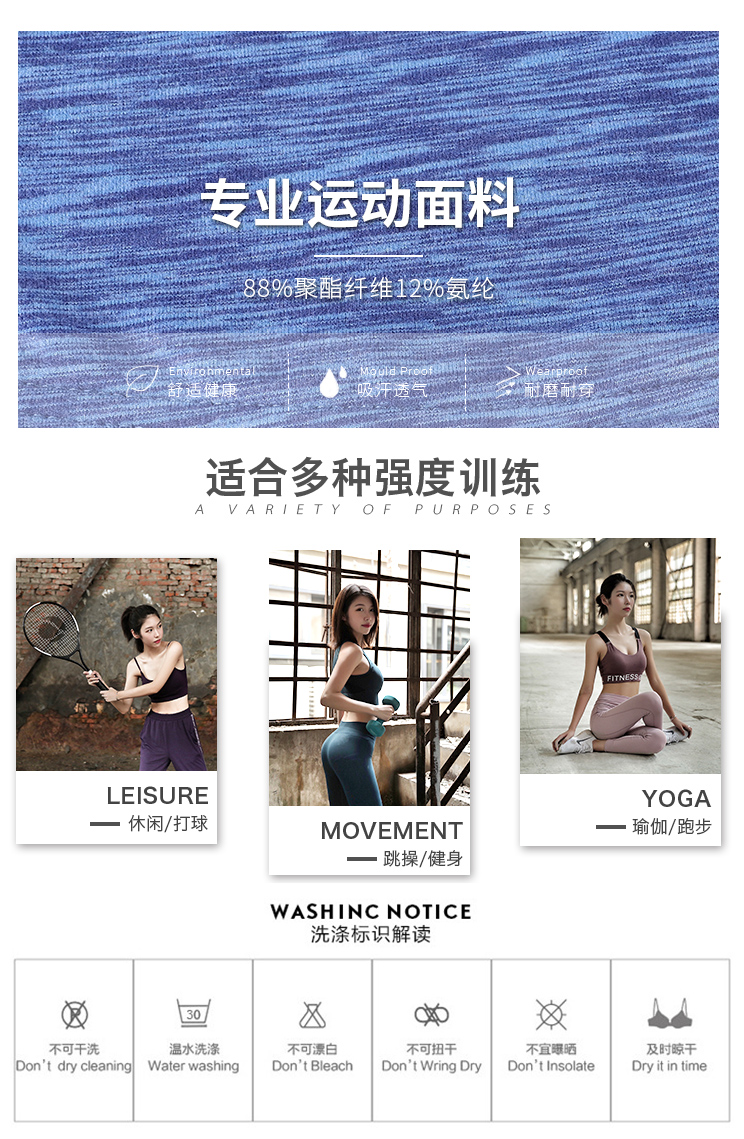 专业运动面料
88%聚酯纤维12%氨纶
Environmental
舒适健康
Mould Proof
吸汗透气
Wearproof
耐磨耐穿
适合多种强度训练
A VARIETY OF PURPOSES
FITNESS
LEISURE
休闲/打球
MOVEMENT
跳操/健身
YOGA
瑜伽/跑步
WASHINC NOTICE
洗涤标识解读
P
30
不可干洗
Don't dry cleaning
温水洗涤
Water washing
不可漂白
Don't Bleach
不可扭干
Don't Wring Dry
不宜曝晒
Don't Insolate
及时晾干
Dry it in time